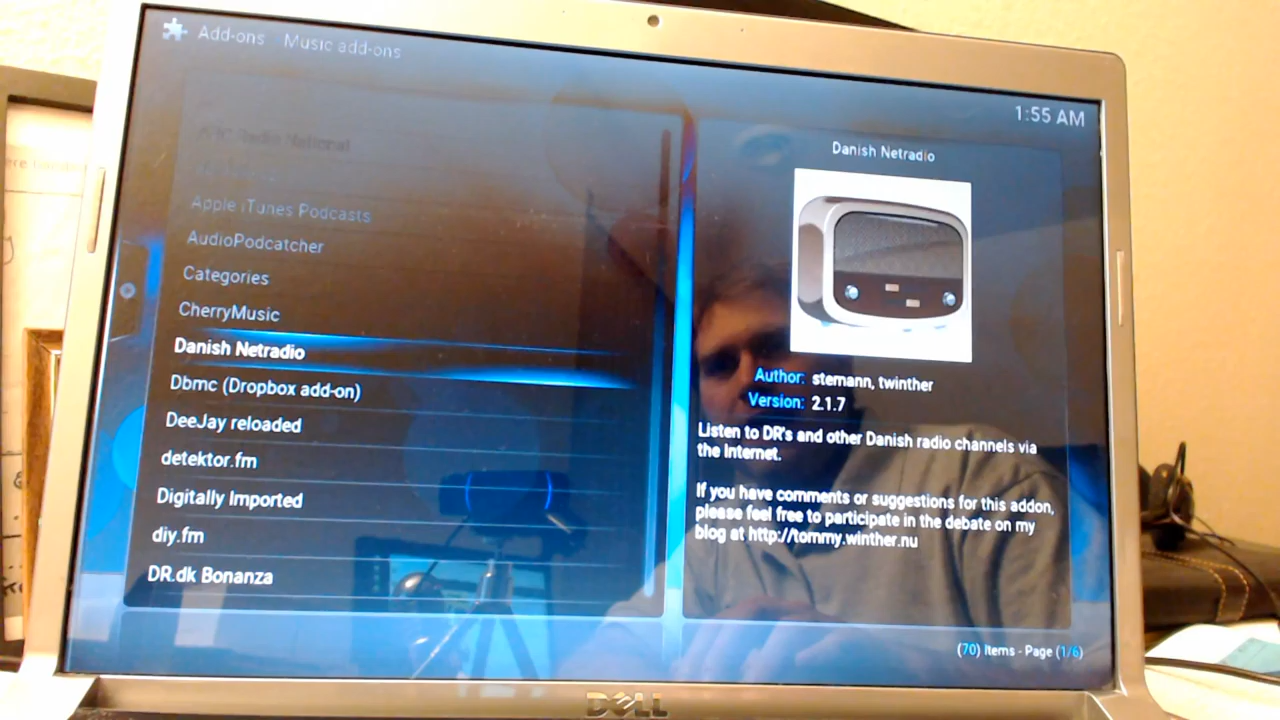 Add-ons Music add-ons
1:55 AM
Radio National
Apple iTunes Podcasts
AudioPodcatcher
Categories
CherryMusic
Danish Netradio
Dbmc (Dropbox add-on)
DeeJay reloaded
detektor.fm
Digitally Imported
diy.fm
DR.dk Bonanza
Danish Netradio
Author: stemann, twinther
Version: 2.1.7
Listen to DR's and other Danish radio channels via
the Internet.
If you have comments or suggestions for this addon,
please feel free to participate in the debate on my
blog at http://tommy.winther.nu
(70) Items - Page (1/6)
DELL